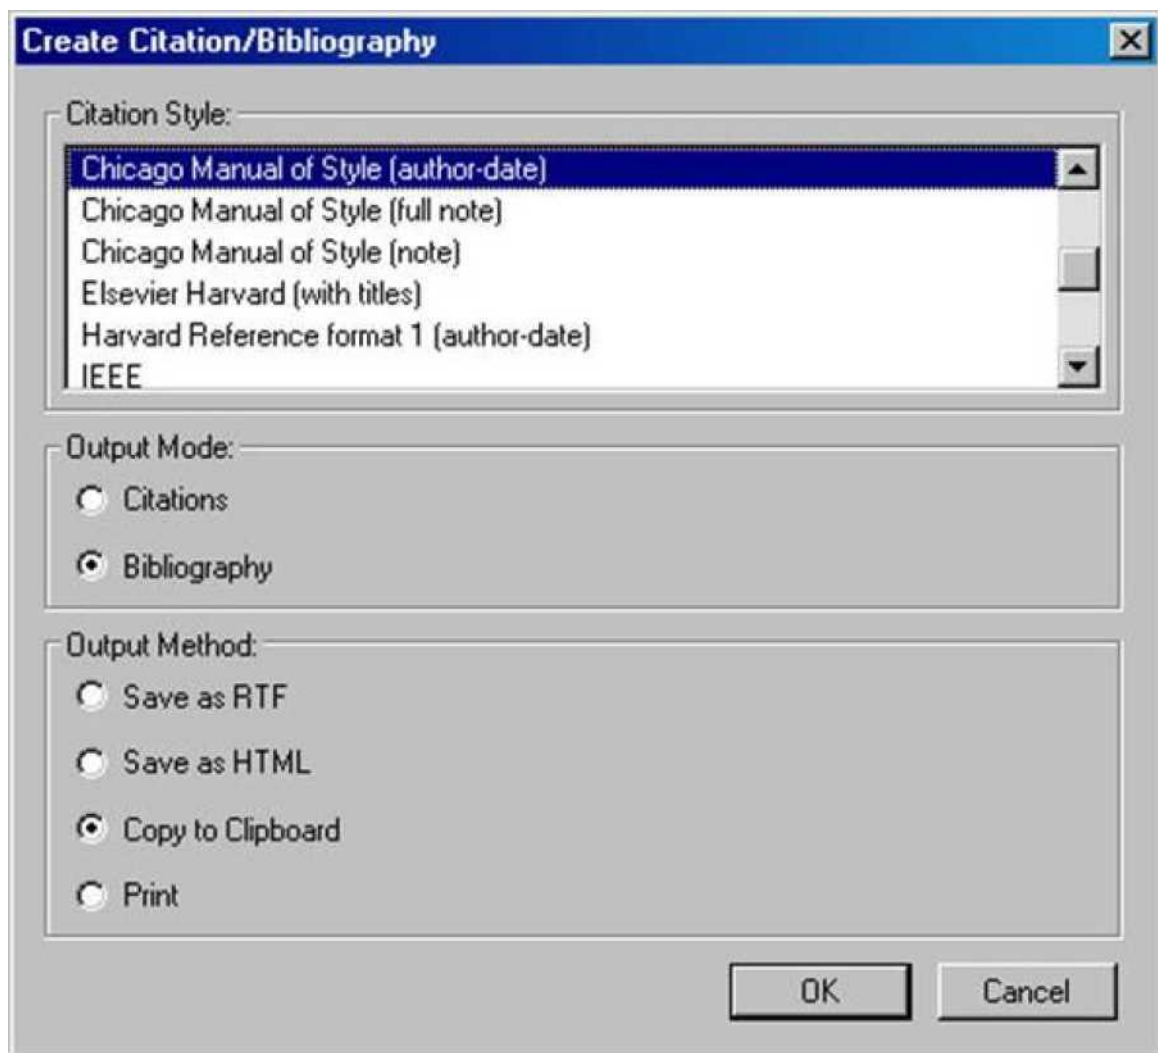 Create Citation/Bibliography
Citation Style:
Chicago Manual of Style (author-date)
Chicago Manual of Style (full note)
Chicago Manual of Style (note)
Elsevier Harvard (with titles)
Harvard Reference format 1 (author-date)
IEEE
Output Mode:
Citations
Bibliography
Output Method:
Save as RTF
Save as HTML
Copy to Clipboard
Print
OK Cancel